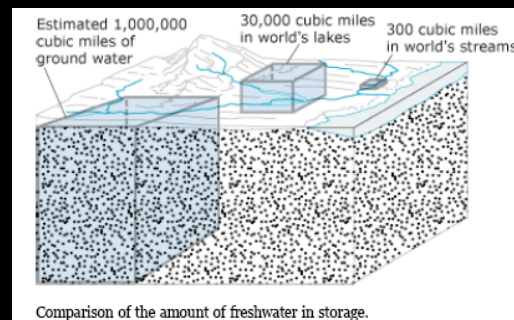 Estimated 1,000,000
cubic miles of
ground water
30,000 cubic miles
in world's lakes
300 cubic miles
in world's streams
Comparison of the amount of freshwater in storage.